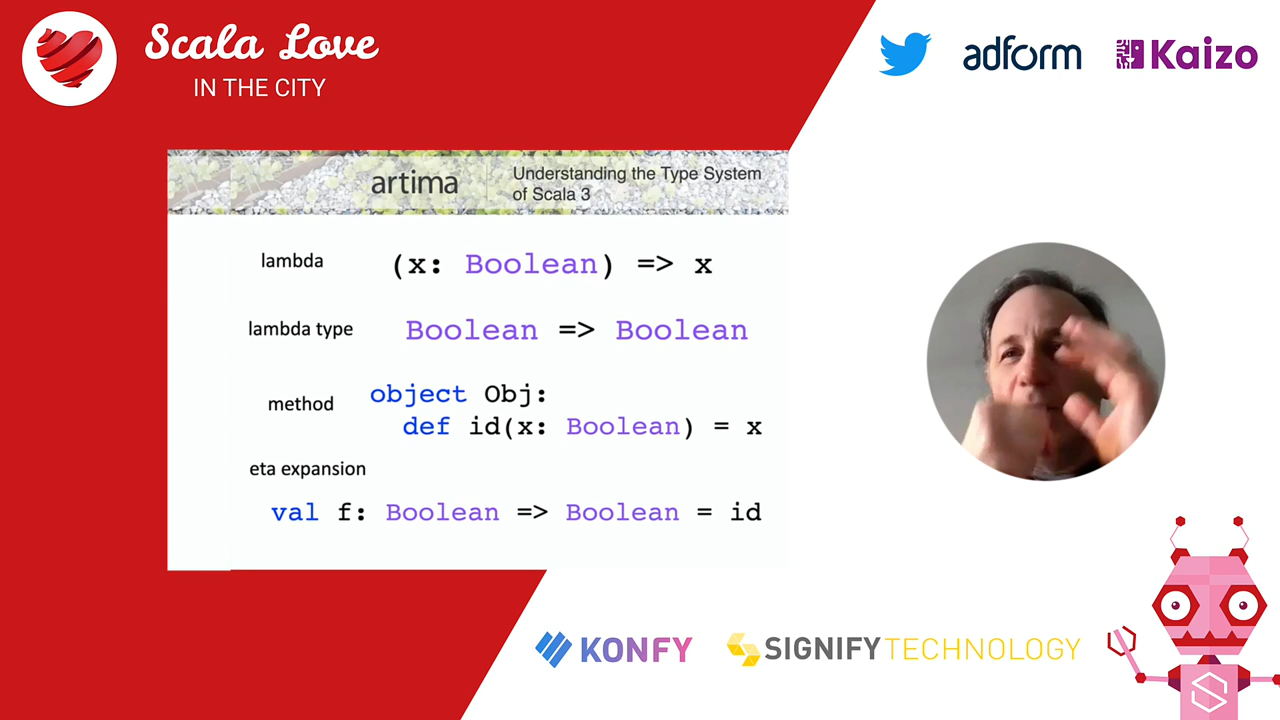 Scala Love
IN THE CITY
adform
Kaizo
artima
Understanding the Type System
of Scala 3
lambda
(x: Boolean) => x
lambda type
Boolean => Boolean
method
object Obj:
def id(x: Boolean) = x
eta expansion
val f: Boolean => Boolean = id
KONFY
SIGNIFYTECHNOLOGY
S